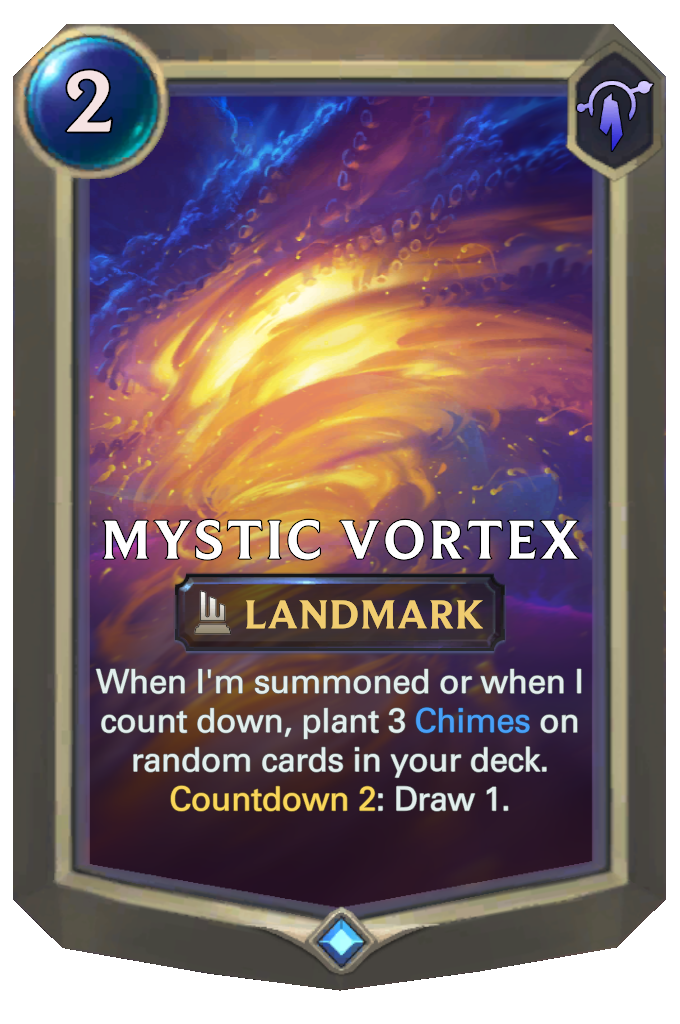 2
MYSTIC VORTEX
LANDMARK
When I'm summoned or when I
count down, plant 3 Chimes on
random cards in your deck.
Countdown 2: Draw 1.